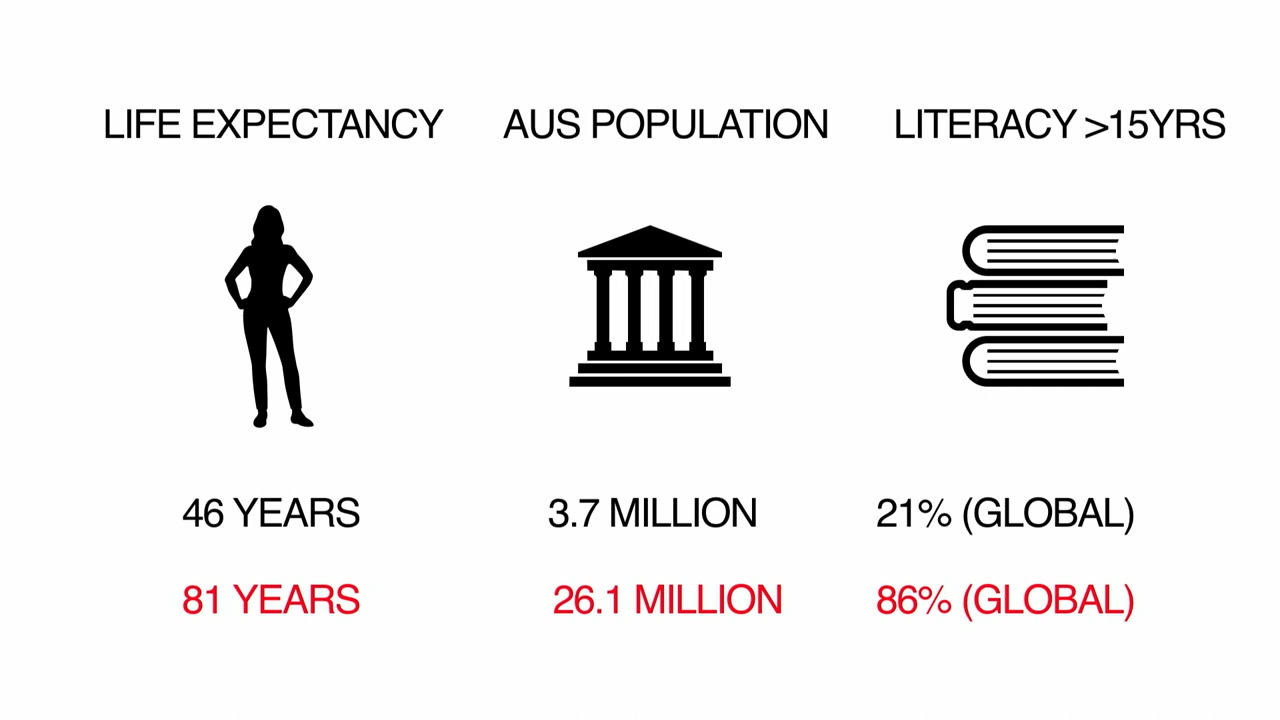 LIFE EXPECTANCY
AUS POPULATION
LITERACY >15YRS
46 YEARS
3.7 MILLION
21% (GLOBAL)
81 YEARS
26.1 MILLION
86% (GLOBAL)